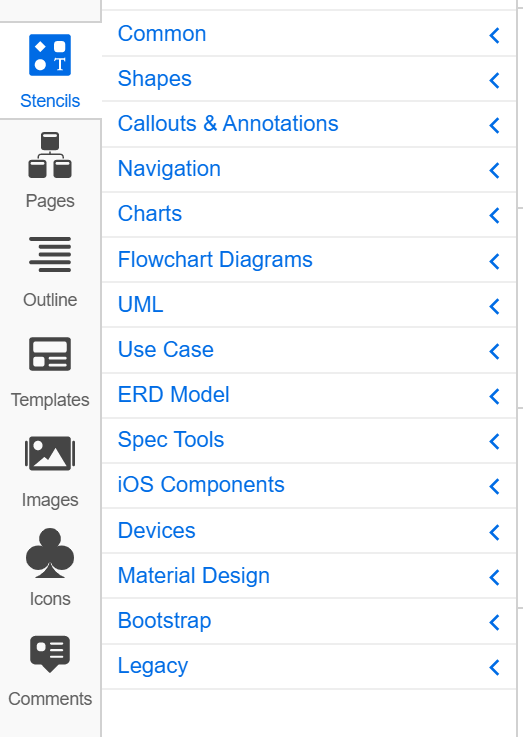 Stencils
Pages
Outline
Templates
Images
Icons
Comments
Common
Shapes
Callouts & Annotations
Navigation
Charts
Flowchart Diagrams
UML
Use Case
ERD Model
Spec Tools
iOS Components
Devices
Material Design
Bootstrap
Legacy